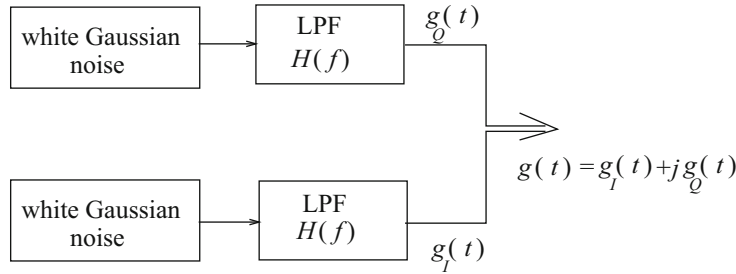 white Gaussian
noise
LPF
H(f)
g_Q(t)
g(t) = g_I(t)+jg_Q(t)
white Gaussian
noise
LPF
H(f)
g_I(t)